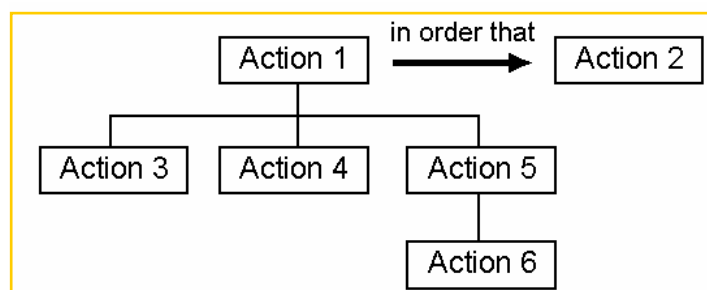 in order that
Action 1
Action 2
Action 3
Action 4
Action 5
Action 6